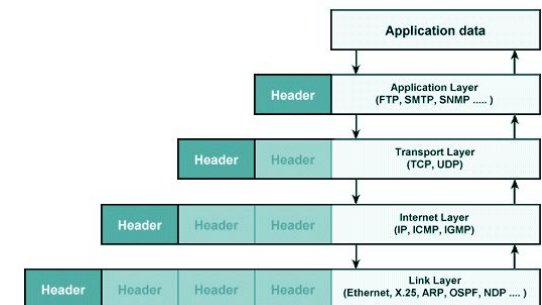 Application data
Header
Application Layer
(FTP, SMTP, SNMP ..... )
Header Header
Transport Layer
(TCP, UDP)
Header Header Header
Internet Layer
(IP, ICMP, IGMP)
Header Header Header Header
Link Layer
(Ethernet, X.25, ARP, OSPF, NDP .... )